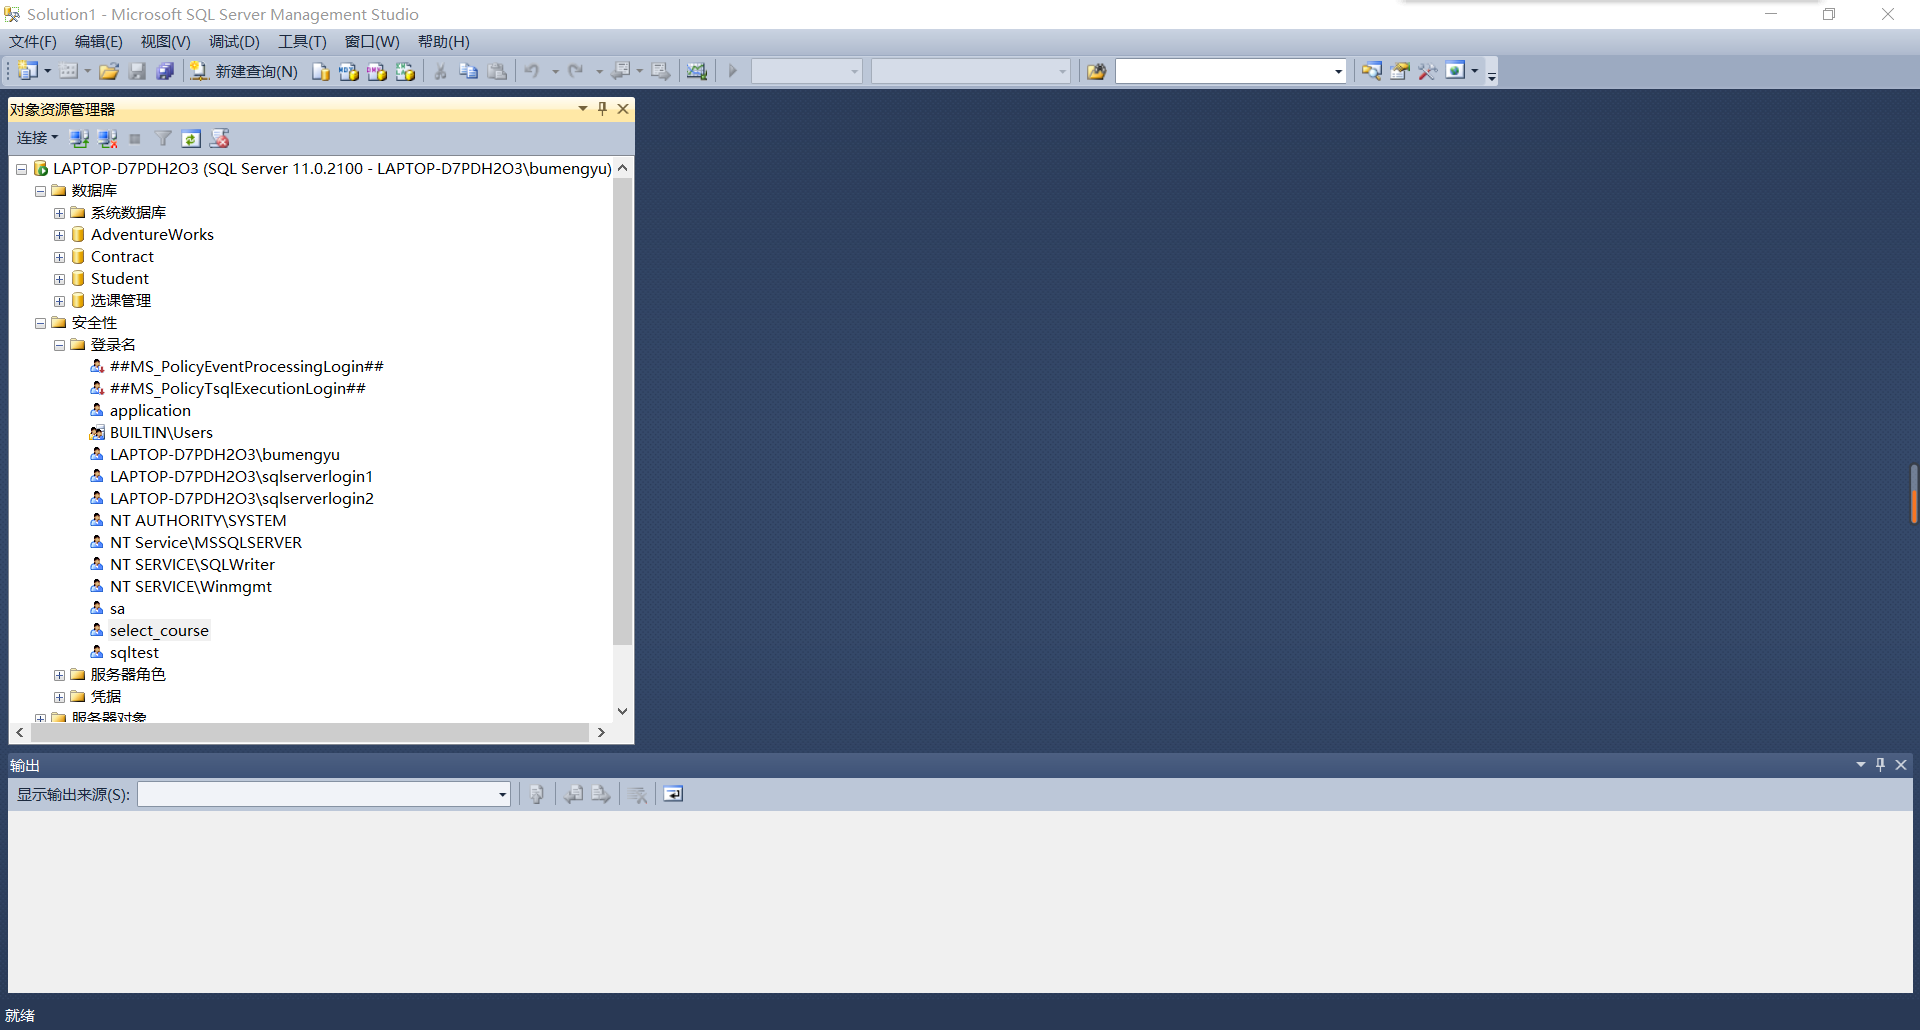 Solution1 - Microsoft SQL Server Management Studio
文件(F) 编辑(E) 视图(V) 调试(D) 工具(T) 窗口(W) 帮助(H)
新建查询(N)
对象资源管理器
连接
LAPTOP-D7PDH2O3 (SQL Server 11.0.2100 - LAPTOP-D7PDH2O3\bumengyu)
数据库
系统数据库
AdventureWorks
Contract
Student
选课管理
安全性
登录名
##MS_PolicyEventProcessingLogin##
##MS_PolicyTsqlExecutionLogin##
application
BUILTIN\Users
LAPTOP-D7PDH2O3\bumengyu
LAPTOP-D7PDH2O3\sqlserverlogin1
LAPTOP-D7PDH2O3\sqlserverlogin2
NT AUTHORITY\SYSTEM
NT Service\MSSQLSERVER
NT SERVICE\SQLWriter
NT SERVICE\Winmgmt
sa
select_course
sqltest
服务器角色
凭据
服务器对象
输出
显示输出来源(S):
就绪